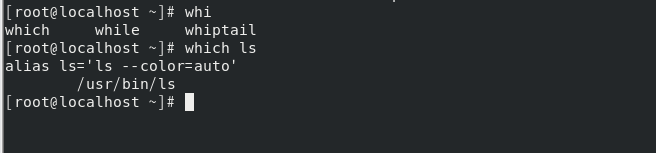 [root@localhost ~]# whi
which     while     whiptail
[root@localhost ~]# which ls
alias ls='ls --color=auto'
        /usr/bin/ls
[root@localhost ~]#